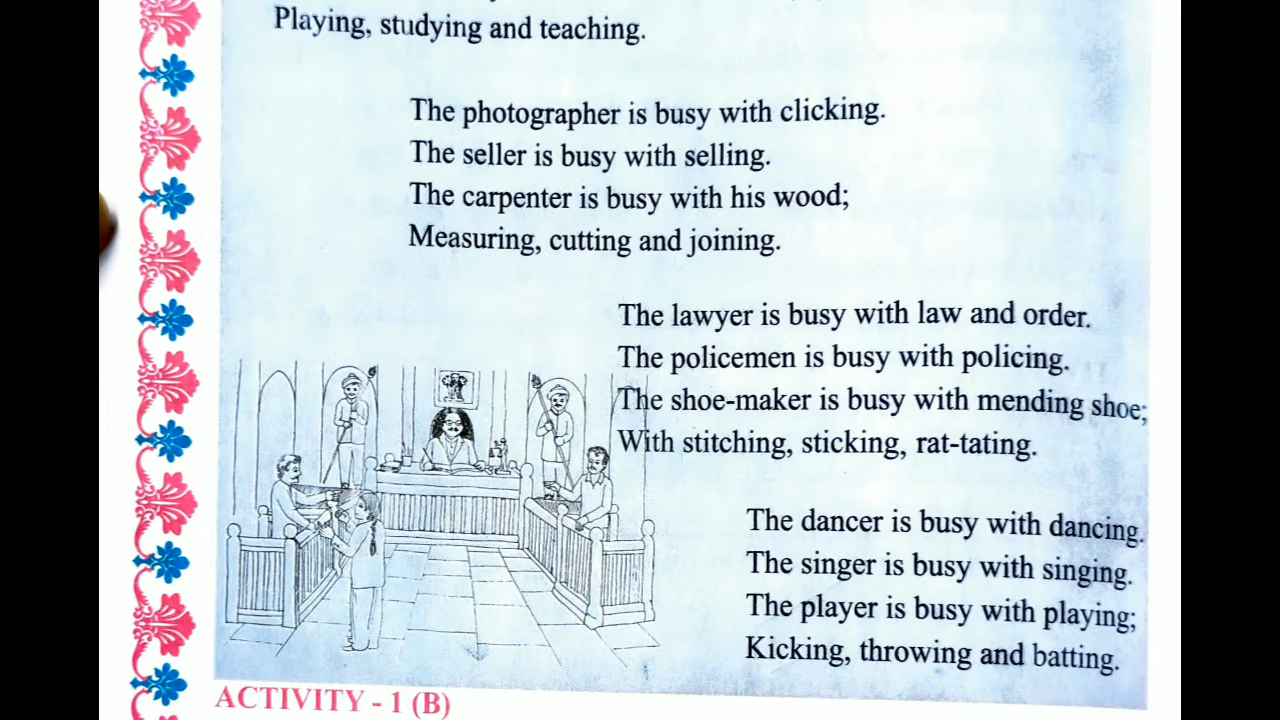 Playing, studying and teaching.
The photographer is busy with clicking.
The seller is busy with selling.
The carpenter is busy with his wood;
Measuring, cutting and joining.
The lawyer is busy with law and order.
The policemen is busy with policing.
The shoe-maker is busy with mending shoe;
With stitching, sticking, rat-tating.
The dancer is busy with dancing.
The singer is busy with singing.
The player is busy with playing;
Kicking, throwing and batting.
ACTIVITY - 1 (B)